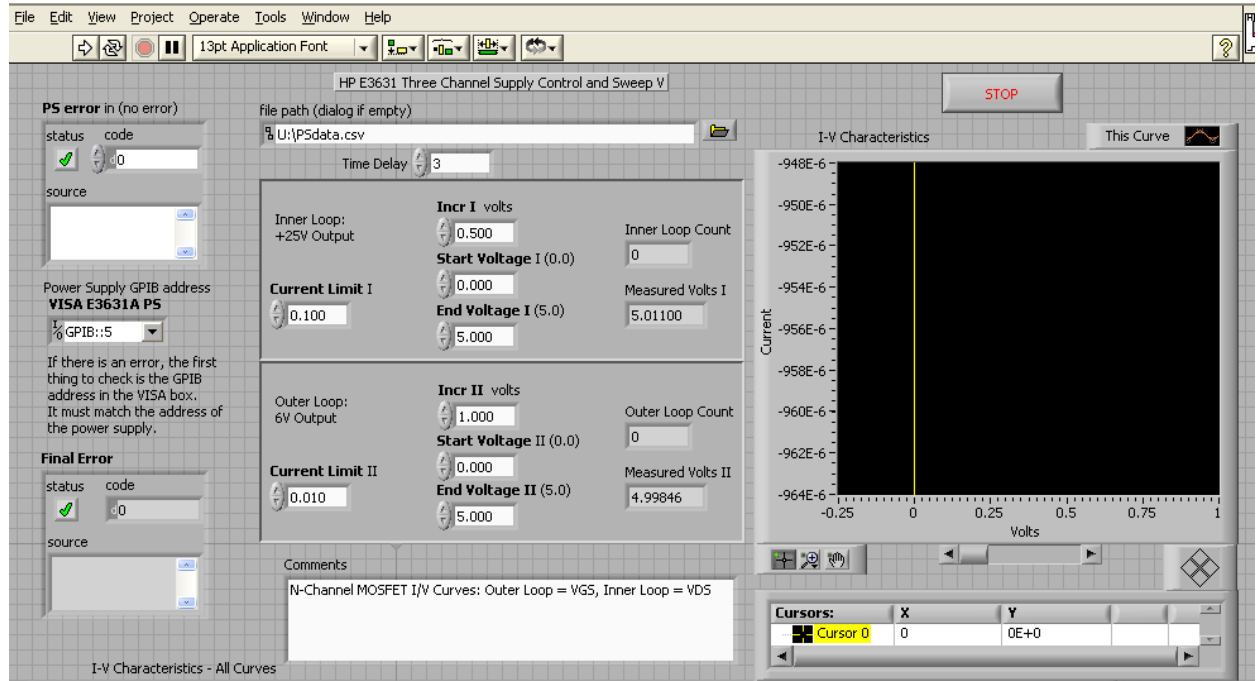 File Edit View Project Operate Tools Window Help
13pt Application Font
HP E3631 Three Channel Supply Control and Sweep V
STOP
PS error in (no error)
status code
d0
source
file path (dialog if empty)
U:\PSdata.csv
Time Delay 3
Inner Loop:
+25V Output
Current Limit I
0.100
Incr I volts
0.500
Start Voltage I (0.0)
0.000
End Voltage I (5.0)
5.000
Inner Loop Count
0
Measured Volts I
5.01100
Power Supply GPIB address
VISA E3631A PS
GPIB::5
If there is an error, the first
thing to check is the GPIB
address in the VISA box.
It must match the address of
the power supply.
Outer Loop:
6V Output
Current Limit II
0.010
Incr II volts
1.000
Start Voltage II (0.0)
0.000
End Voltage II (5.0)
5.000
Outer Loop Count
0
Measured Volts II
4.99846
Final Error
status code
d0
source
Comments
N-Channel MOSFET I/V Curves: Outer Loop = VGS, Inner Loop = VDS
I-V Characteristics - All Curves
I-V Characteristics This Curve
-948E-6
-950E-6
-952E-6
-954E-6
-956E-6
-958E-6
-960E-6
-962E-6
-964E-6
Current
-0.25 0 0.25 0.5 0.75 1
Volts
Cursors: X Y
Cursor 0 0 0E+0